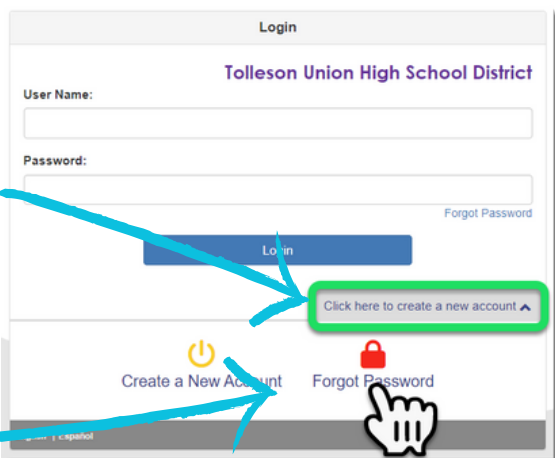 Login
Tolleson Union High School District
User Name:
Password:
Forgot Password
Login
Click here to create a new account
Create a New Account
Forgot Password
| Español